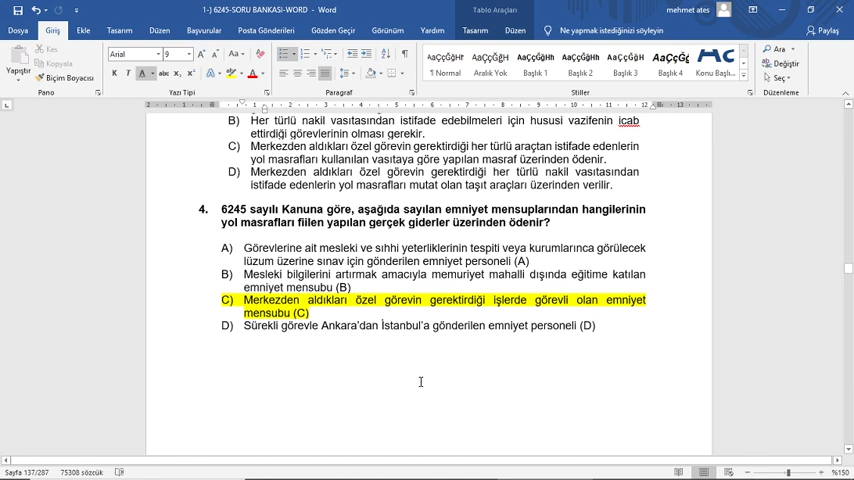 1-) 6245-SORU BANKASI-WORD - Word
Tablo Araçları
mehmet ates
Dosya Giriş Ekle Tasarım Düzen Başvurular Posta Gönderileri Gözden Geçir Görünüm Yardım Tasarım Düzen Ne yapmak istediğinizi söyleyin Paylaş
Yapıştır
Kes
Kopyala
Biçim Boyacısı
Arial 9
K T A abc x₂ x²
¶ Normal Aralık Yok Başlık 1 Başlık 2 Başlık 3 Başlık 4 Konu Başlı...
Ara
Değiştir
Seç
Pano Yazı Tipi Paragraf Stiller Düzenleme
B) Her türlü nakil vasıtasından istifade edebilmeleri için hususi vazifenin icab
ettirdiği görevlerinin olması gerekir.
C) Merkezden aldıkları özel görevin gerektirdiği her türlü araçtan istifade edenlerin
yol masrafları kullanılan vasıtaya göre yapılan masraf üzerinden ödenir.
D) Merkezden aldıkları özel görevin gerektirdiği her türlü nakil vasıtasından
istifade edenlerin yol masrafları mutat olan taşıt araçları üzerinden verilir.
4. 6245 sayılı Kanuna göre, aşağıda sayılan emniyet mensuplarından hangilerinin
yol masrafları fiilen yapılan gerçek giderler üzerinden ödenir?
A) Görevlerine ait mesleki ve sıhhi yeterliklerinin tespiti veya kurumlarınca görülecek
lüzum üzerine sınav için gönderilen emniyet personeli (A)
B) Mesleki bilgilerini artırmak amacıyla memuriyet mahalli dışında eğitime katılan
emniyet mensubu (B)
C) Merkezden aldıkları özel görevin gerektirdiği işlerde görevli olan emniyet
mensubu (C)
D) Sürekli görevle Ankara'dan İstanbul'a gönderilen emniyet personeli (D)
Sayfa 137/287 75308 sözcük %150